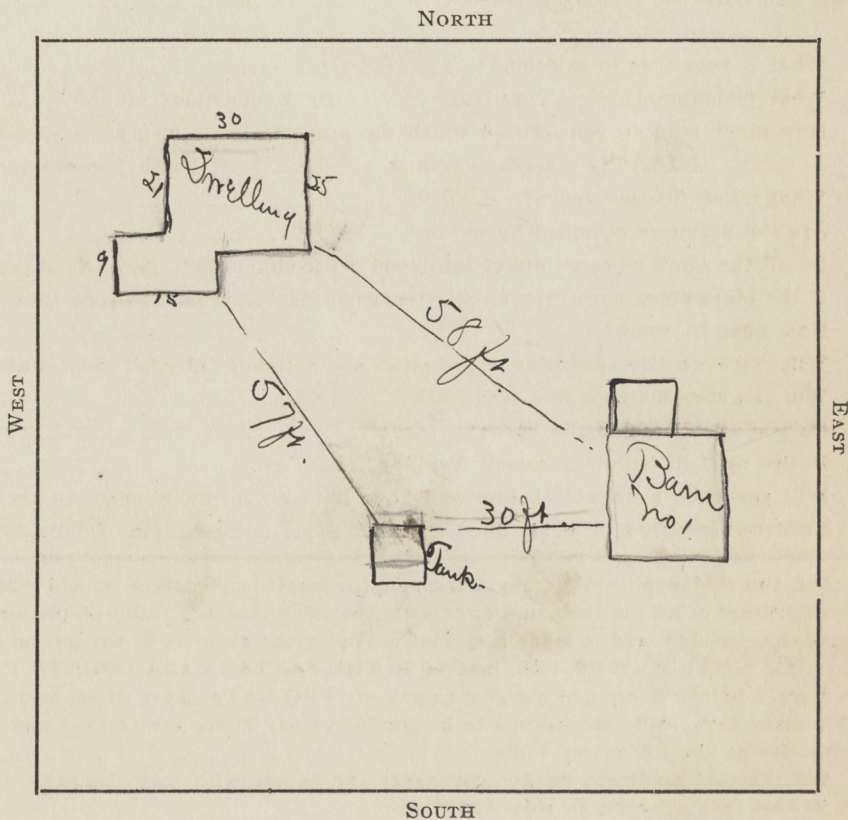 NORTH
30
21
Dwelling
25
9
18
58 ft
57 ft.
WEST
EAST
Barn
No 1
30 ft.
Tank.
SOUTH